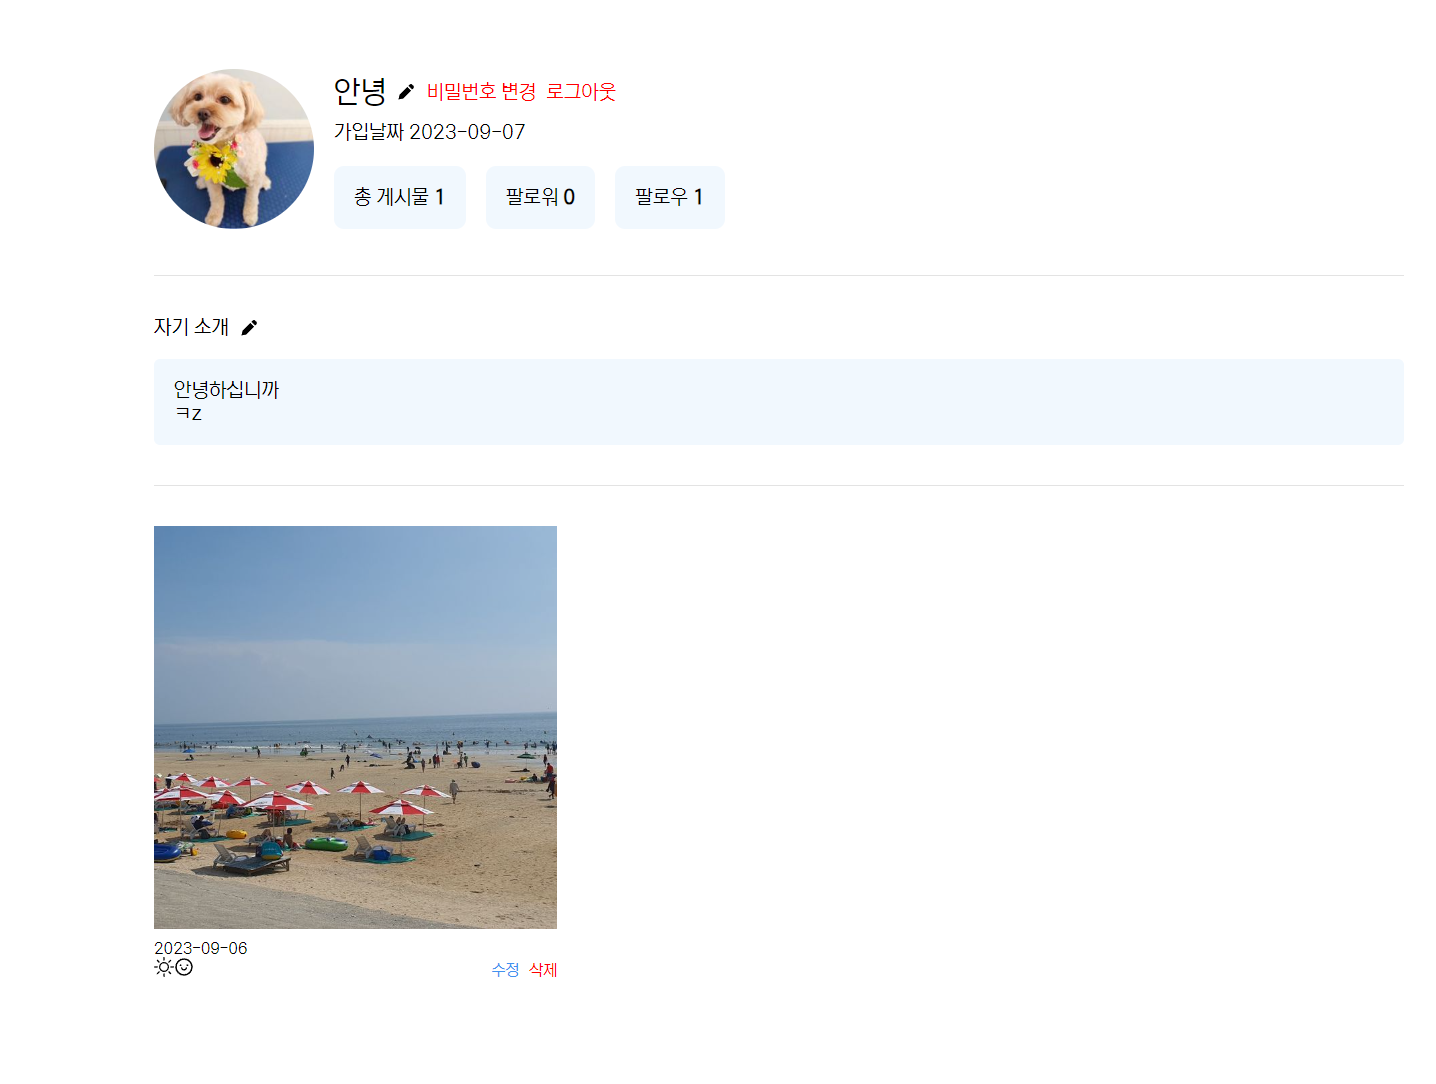 안녕 비밀번호 변경 로그아웃
가입날짜 2023-09-07
총 게시물 1 팔로워 0 팔로우 1
자기 소개
안녕하십니까
ㅋz
2023-09-06
수정 삭제